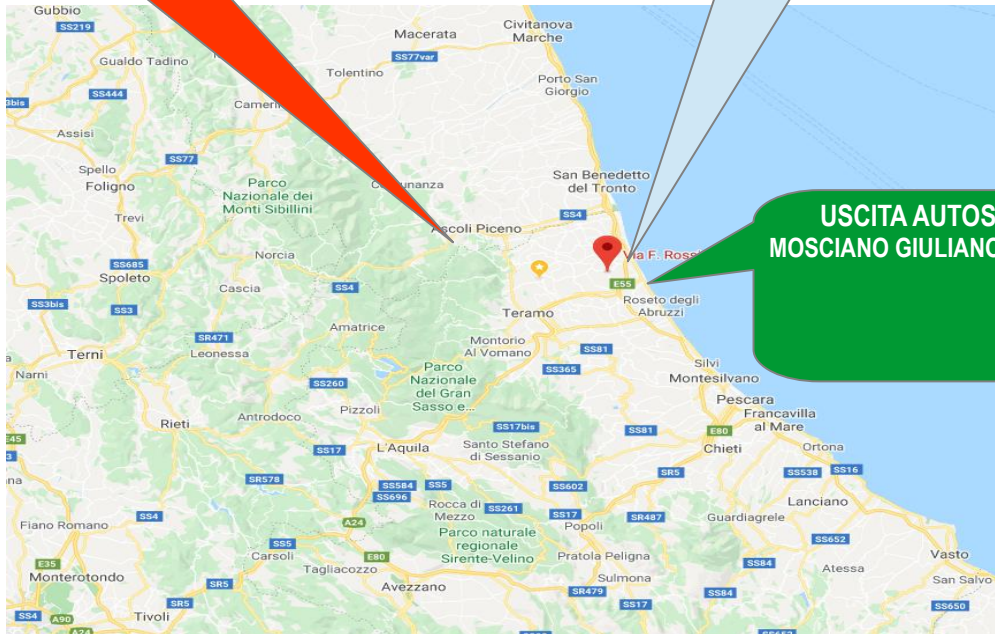 Gubbio
SS219
Civitanova
Marche
Macerata
SS77var
Gualdo Tadino
Tolentino
Porto San
Giorgio
3bis
SS444
Assisi
SS77
Spello
Foligno
San Benedetto
del Tronto
Parco
Nazionale dei
Monti Sibillini
SS4
Trevi
Ascoli Piceno
USCITA AUTOS
MOSCIANO GIULIANO
Norcia
Via F. Rossi
SS685
Spoleto
E55
Cascia
SS4
Roseto degli
Abruzzi
SS3bis
SS3
Teramo
Amatrice
SR471
Leonessa
Montorio
Al Vomano
SS81
Terni
Narni
Parco
Nazionale
del Gran
Sasso e...
SS365
Silvi
Montesilvano
SS260
Pizzoli
Pescara
Francavilla
al Mare
Rieti
Antrodoco
SS17bis
SS81
E80
E45
SS17
L'Aquila
Santo Stefano
di Sessanio
Chieti
Ortona
SR578
SR5
SS538
SS16
SS584
SS5
SS602
SS696
Rocca di
Mezzo
SS261
Lanciano
SS4
A24
SS17
SR487
Guardiagrele
Fiano Romano
Popoli
Parco naturale
regionale
Sirente-Velino
SS652
SS5
Carsoli
E80
Pratola Peligna
Vasto
E35
Tagliacozzo
SS84
Atessa
Monterotondo
SR5
Avezzano
Sulmona
San Salvo
SR479
SS84
SR5
SS17
SS650
SS4
A90
Tivoli
A24